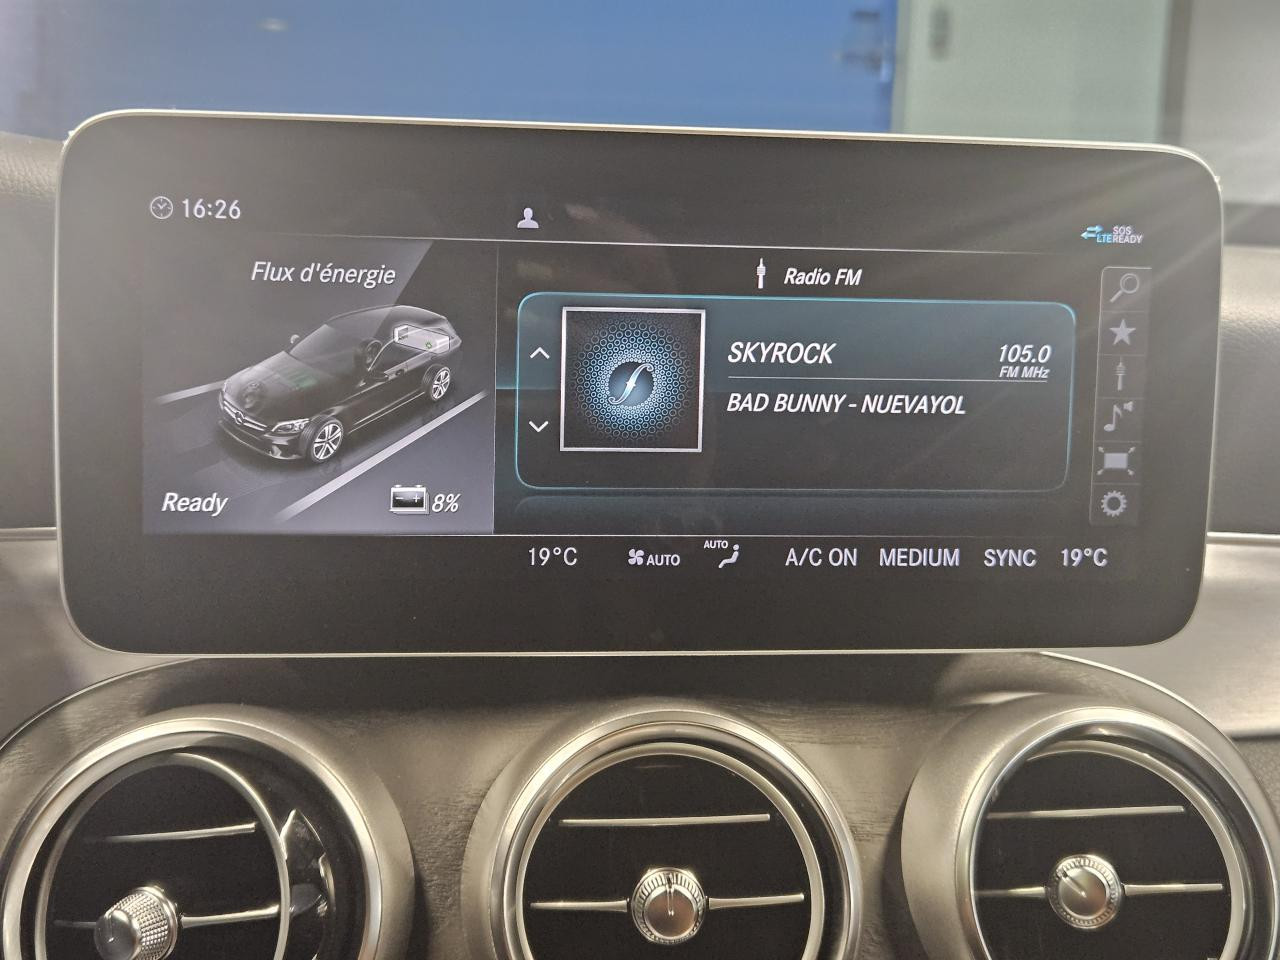 16:26
SOS
LTE READY
Flux d'énergie
Radio FM
SKYROCK
105.0
FM MHz
BAD BUNNY - NUEVAYOL
Ready
8%
19°C
AUTO
AUTO
A/C ON
MEDIUM
SYNC
19°C